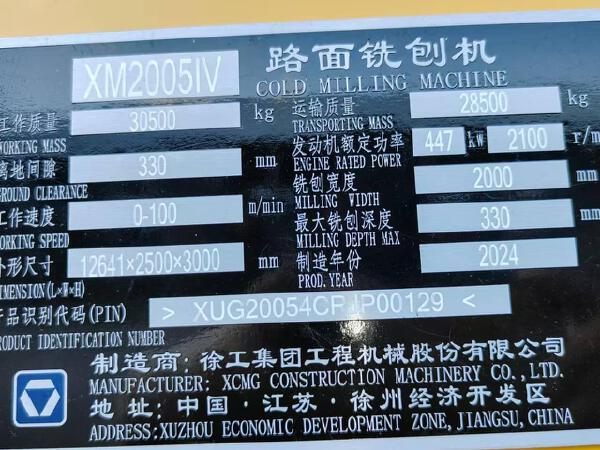 XM2005IV 路面铣刨机
COLD MILLING MACHINE
工作质量 30500 kg 运输质量 28500 kg
WORKING MASS TRANSPORTING MASS
离地间隙 330 mm 发动机额定功率 447 kW 2100 r/m
GROUND CLEARANCE ENGINE RATED POWER
工作速度 0-100 m/min 铣刨宽度 2000 mm
WORKING SPEED MILLING WIDTH
外形尺寸 12641×2500×3000 mm 最大铣刨深度 330 mm
DIMENSION(L×W×H) MILLING DEPTH MAX
制造年份 2024
PROD.YEAR
产品识别代码(PIN) > <
PRODUCT IDENTIFICATION NUMBER
制造商: 徐工集团工程机械股份有限公司
MANUFACTURER: XCMG CONSTRUCTION MACHINERY CO.,LTD.
地 址: 中国·江苏·徐州经济开发区
ADDRESS:XUZHOU ECONOMIC DEVELOPMENT ZONE,JIANGSU,CHINA